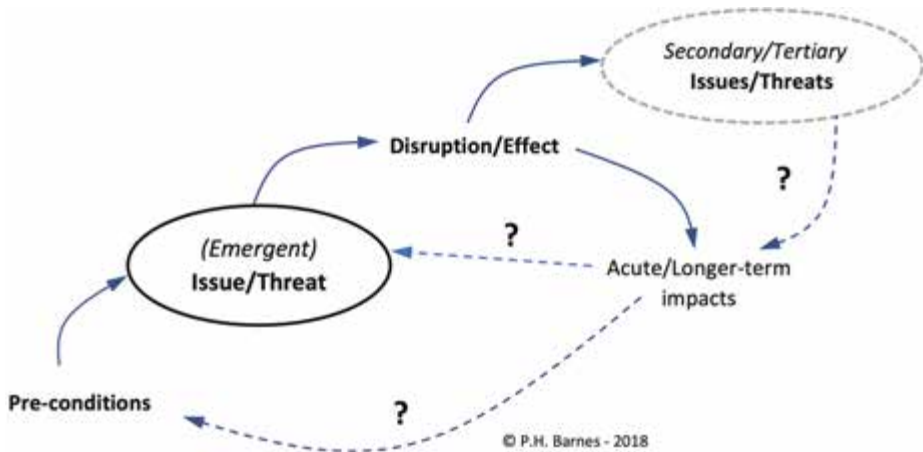 Secondary/Tertiary
Issues/Threats
Disruption/Effect
?
?
(Emergent)
Issue/Threat
Acute/Longer-term
impacts
Pre-conditions
?
© P.H. Barnes - 2018